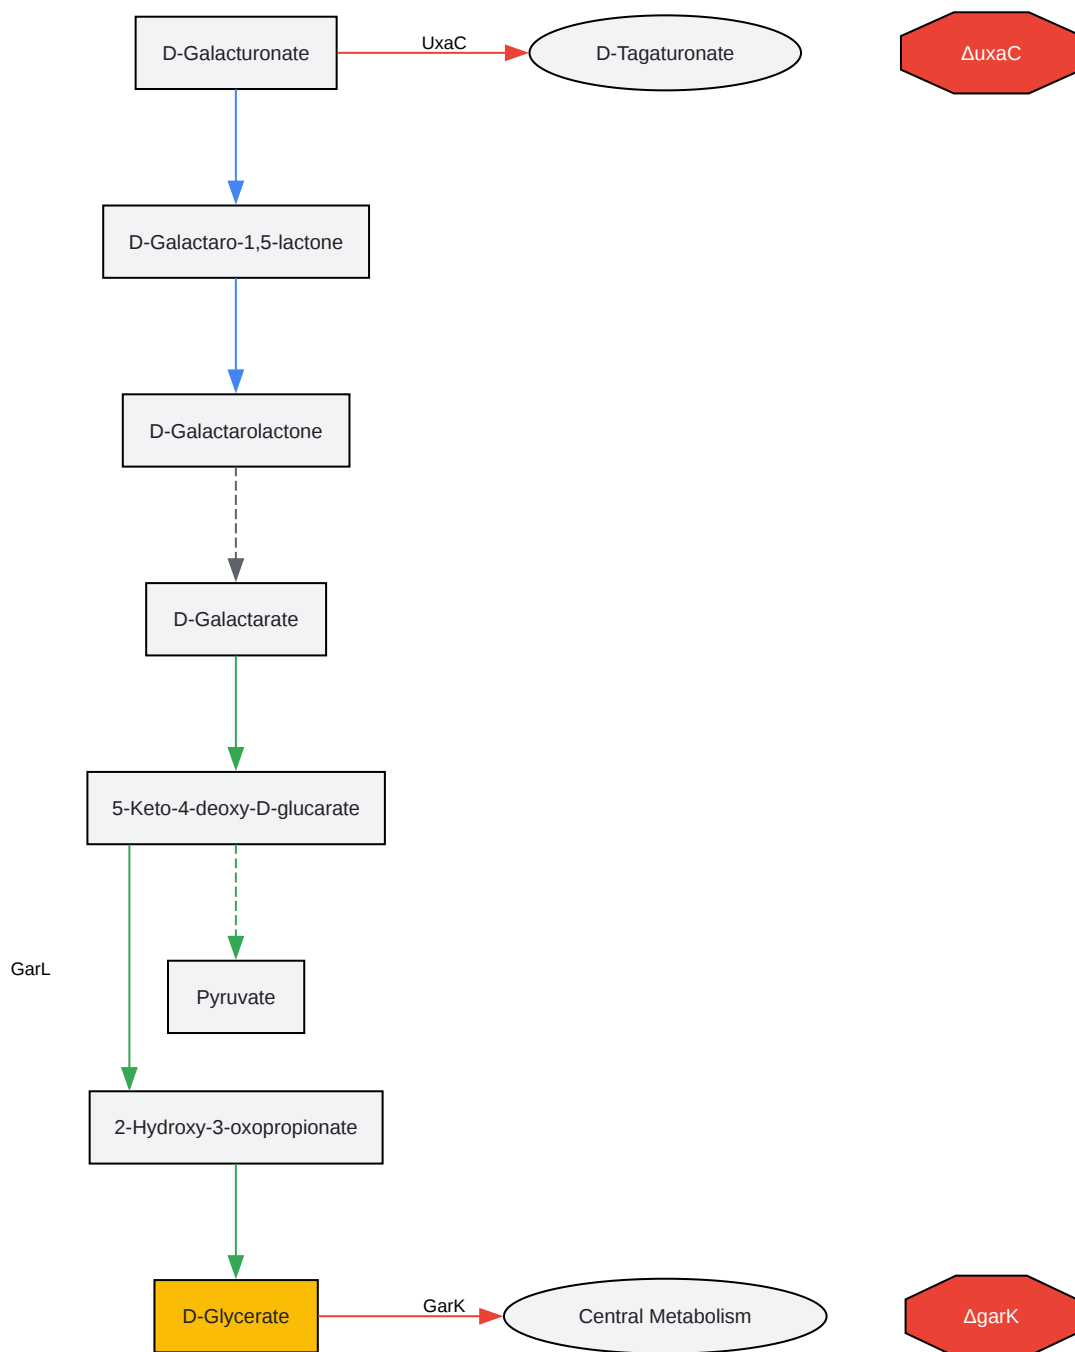 D-Galacturonate
UxaC
D-Tagaturonate
ΔuxaC
D-Galactaro-1,5-lactone
D-Galactarolactone
D-Galactarate
5-Keto-4-deoxy-D-glucarate
GarL
Pyruvate
2-Hydroxy-3-oxopropionate
D-Glycerate
GarK
Central Metabolism
ΔgarK